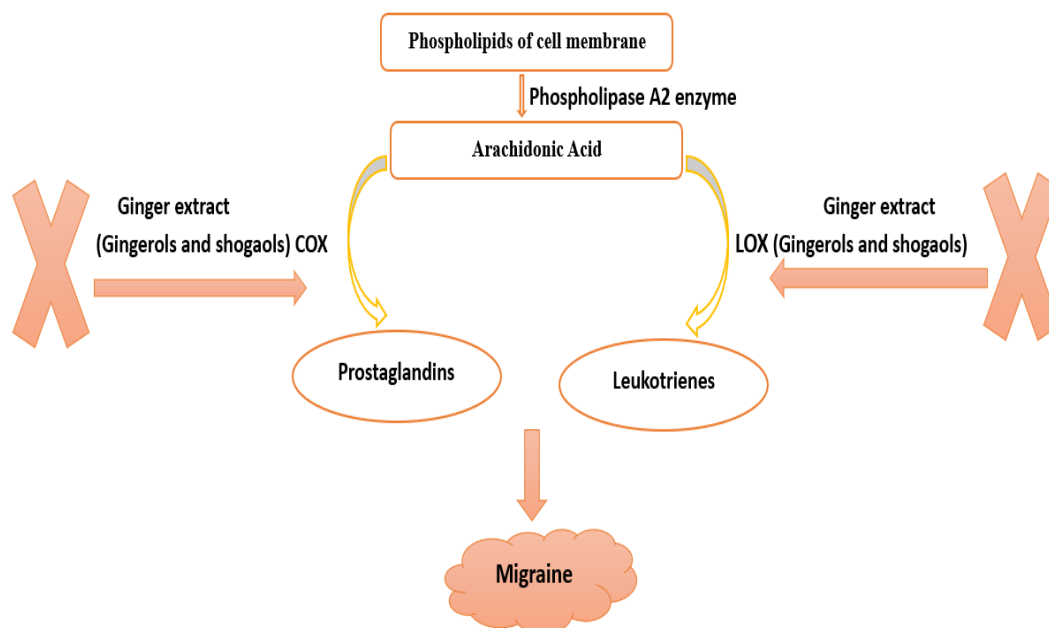 Phospholipids of cell membrane
Phospholipase A2 enzyme
Arachidonic Acid
Ginger extract
(Gingerols and shogaols) COX
Ginger extract
LOX (Gingerols and shogaols)
Prostaglandins
Leukotrienes
Migraine